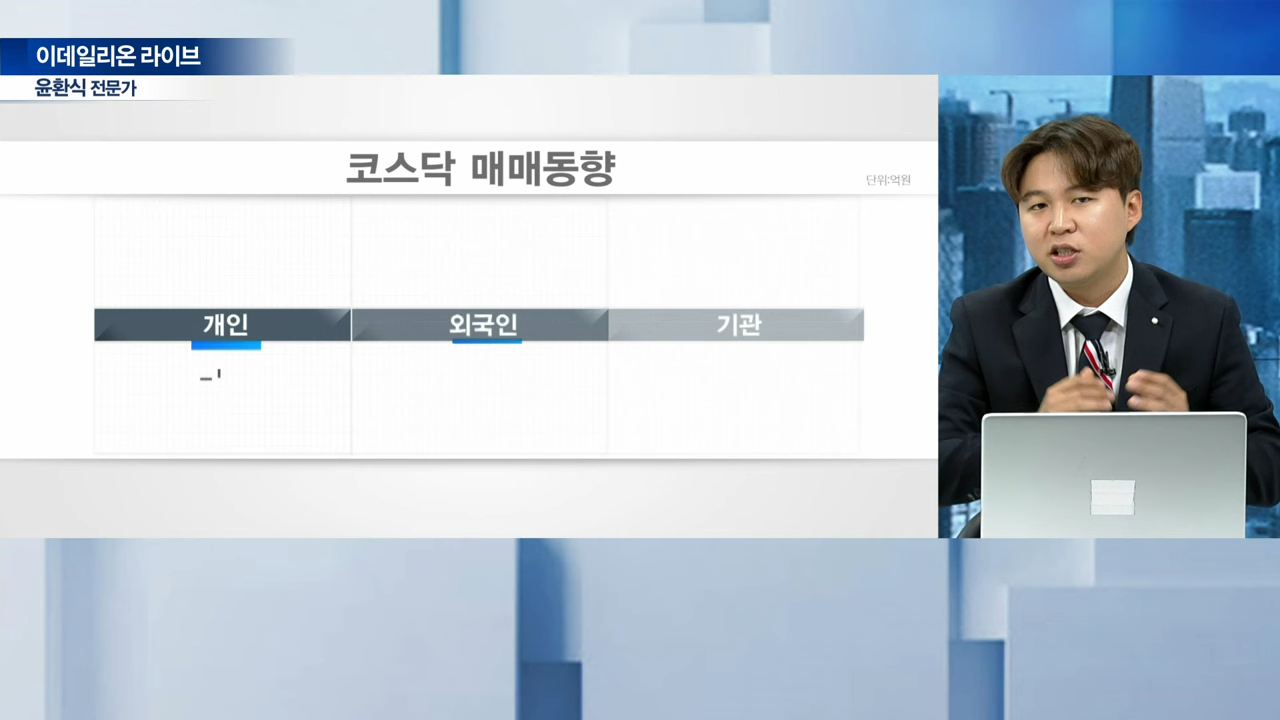 이데일리온 라이브
윤환식 전문가
코스닥 매매동향
단위:억원
개인
외국인
기관